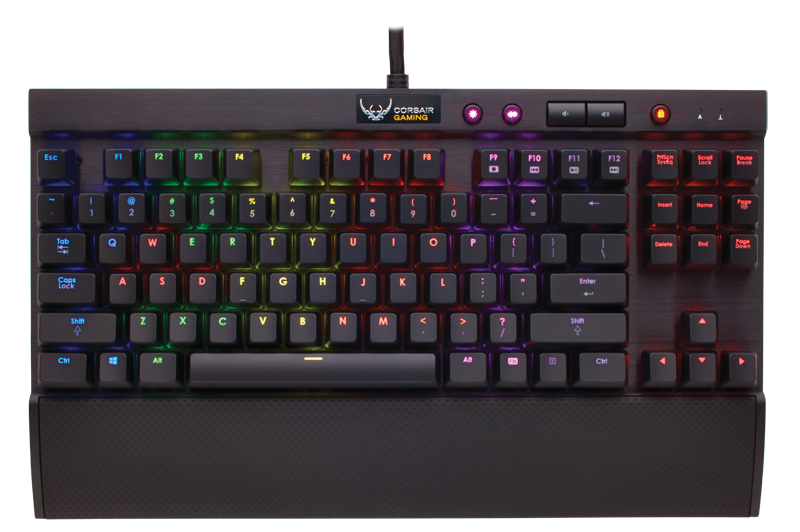 CORSAIR
GAMING
A
Esc
F1
F2
F3
F4
F5
F6
F7
F8
F9
F10
F11
F12
PrtScn
SysRq
Scroll
Lock
Pause
Break
~
!
1
@
2
#
3
$
4
%
5
^
6
&
7
*
8
(
9
)
0
—
-
+
=
←
Insert
Home
Page
Up
Tab
Q
W
E
R
T
Y
U
I
O
P
{
[
}
]
|
\
Delete
End
Page
Down
Caps
Lock
A
S
D
F
_
G
H
J
_
K
L
:
;
"
'
Enter
Shift
Z
X
C
V
B
N
M
<
,
>
.
?
/
Shift
Ctrl
Alt
Alt
FN
Ctrl